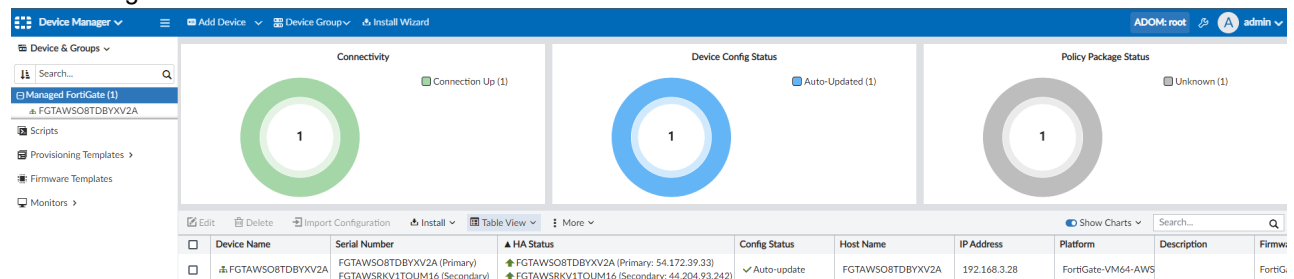 Device Manager
Add Device
Device Group
Install Wizard
ADOM: root
A
admin
Device & Groups
Search...
Managed FortiGate (1)
FGTAWSO8TDBYXV2A
Scripts
Provisioning Templates
Firmware Templates
Monitors
Connectivity
Connection Up (1)
1
Device Config Status
Auto-Updated (1)
1
Policy Package Status
Unknown (1)
1
Edit
Delete
Import Configuration
Install
Table View
More
Show Charts
Search...
Device Name
Serial Number
HA Status
Config Status
Host Name
IP Address
Platform
Description
FGTAWSO8TDBYXV2A
FGTAWSO8TDBYXV2A (Primary)
FGTAWSRKV1TOUM16 (Secondary)
FGTAWSO8TDBYXV2A (Primary: 54.172.39.33)
FGTAWSRKV1TOUM16 (Secondary: 44.204.93.242)
Auto-update
FGTAWSO8TDBYXV2A
192.168.3.28
FortiGate-VM64-AWS